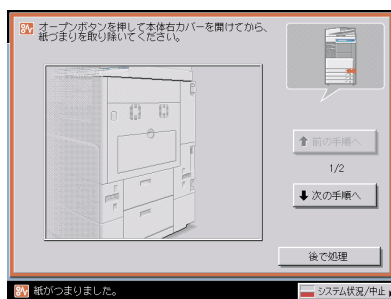 オープンボタンを押して本体右カバーを開けてから、
紙づまりを取り除いてください。
前の手順へ
1/2
次の手順へ
後で処理
紙がつまりました。
システム状況/中止